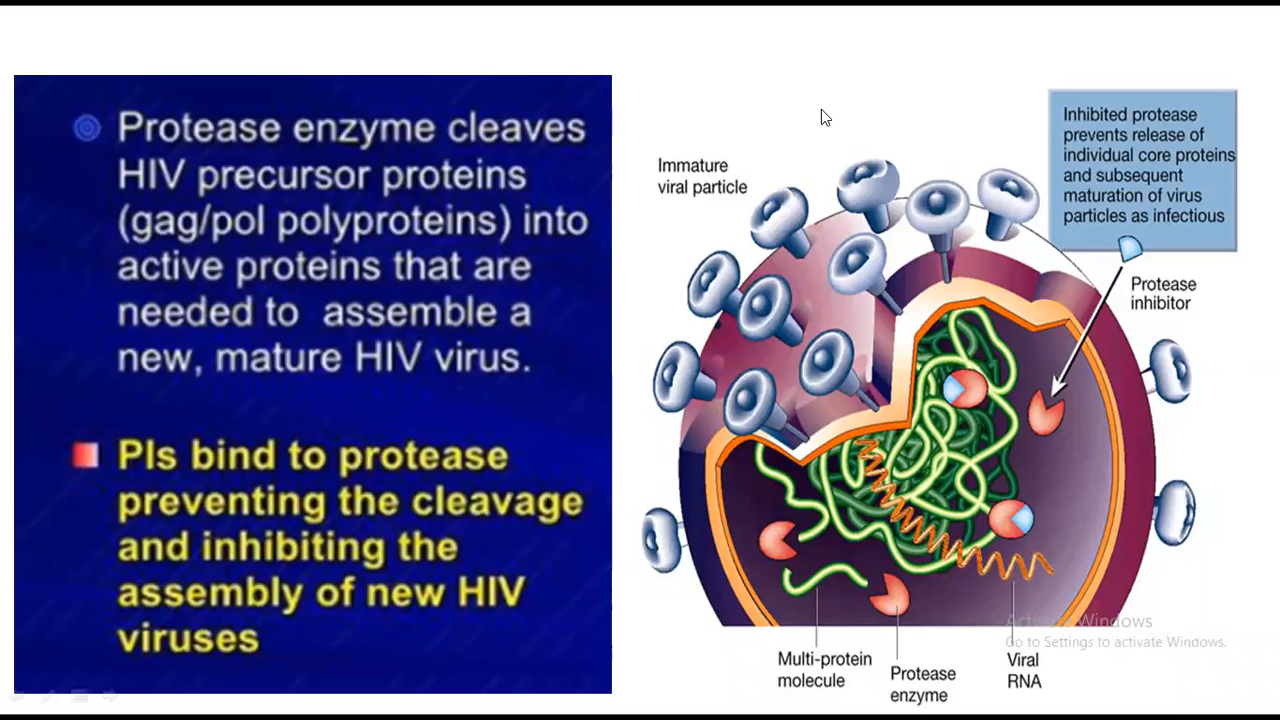 Protease enzyme cleaves
HIV precursor proteins
(gag/pol polyproteins) into
active proteins that are
needed to assemble a
new, mature HIV virus.
PIs bind to protease
preventing the cleavage
and inhibiting the
assembly of new HIV
viruses
Immature
viral particle
Inhibited protease
prevents release of
individual core proteins
and subsequent
maturation of virus
particles as infectious
Protease
inhibitor
Multi-protein
molecule
Protease
enzyme
Viral
RNA
Activate Windows
Go to Settings to activate Windows.